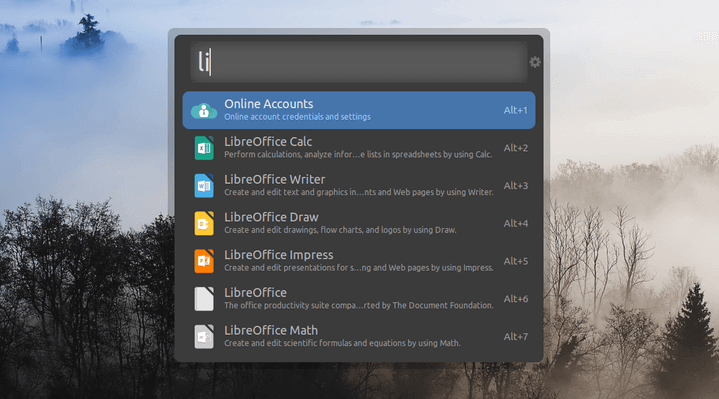 li
Online Accounts
Online account credentials and settings
Alt+1
LibreOffice Calc
Perform calculations, analyze infor...e lists in spreadsheets by using Calc.
Alt+2
LibreOffice Writer
Create and edit text and graphics in...nts and Web pages by using Writer.
Alt+3
LibreOffice Draw
Create and edit drawings, flow charts, and logos by using Draw.
Alt+4
LibreOffice Impress
Create and edit presentations for s...ng and Web pages by using Impress.
Alt+5
LibreOffice
The office productivity suite compa...rted by The Document Foundation.
Alt+6
LibreOffice Math
Create and edit scientific formulas and equations by using Math.
Alt+7